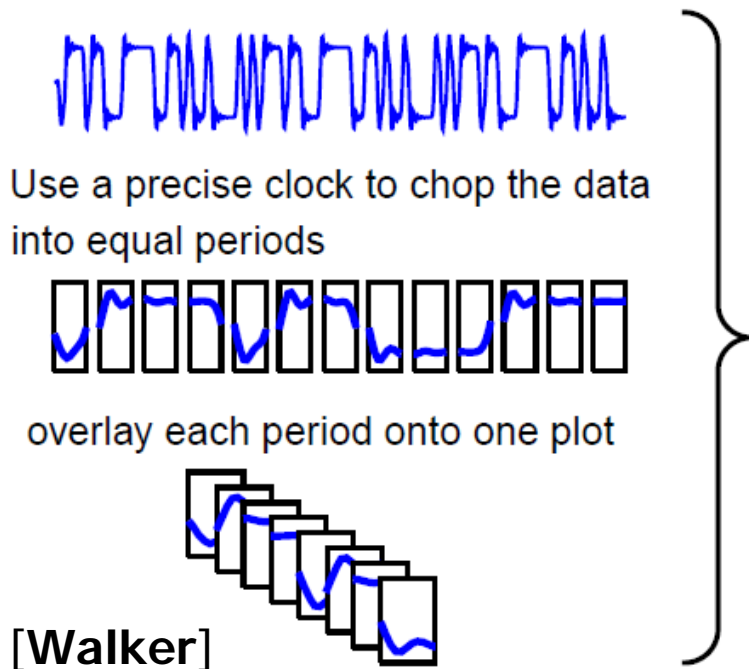 Use a precise clock to chop the data
into equal periods
overlay each period onto one plot
[Walker]